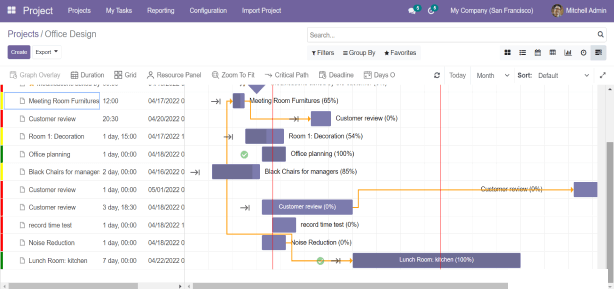 Project Projects My Tasks Reporting Configuration Import Project 5 5 My Company (San Francisco) Mitchell Admin
Projects / Office Design
Search...
Create Export Filters Group By Favorites
Graph Overlay Duration Grid Resource Panel Zoom To Fit Critical Path Deadline Days O Today Month Sort: Default
Meeting Room Furnitures 12:00 04/17/2022 0 Meeting Room Furnitures (65%)
Customer review 20:30 04/20/2022 0 Customer review (0%)
Room 1: Decoration 1 day, 15:00 04/17/2022 1 Room 1: Decoration (54%)
Office planning 1 day, 00:00 04/18/2022 0 Office planning (100%)
Black Chairs for managers 2 day, 00:00 04/16/2022 0 Black Chairs for managers (85%)
Customer review 1 day, 00:00 05/01/2022 0 Customer review (0%)
Customer review 3 day, 18:30 04/18/2022 0 Customer review (0%)
record time test 1 day, 00:00 04/18/2022 1 record time test (0%)
Noise Reduction 1 day, 00:00 04/18/2022 0 Noise Reduction (0%)
Lunch Room: kitchen 7 day, 00:00 04/22/2022 0 Lunch Room: kitchen (100%)